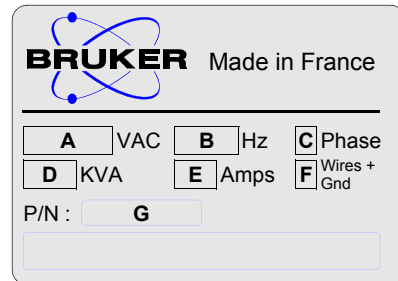 BRUKER Made in France
A VAC B Hz C Phase
D KVA E Amps F Wires + Gnd
P/N : G